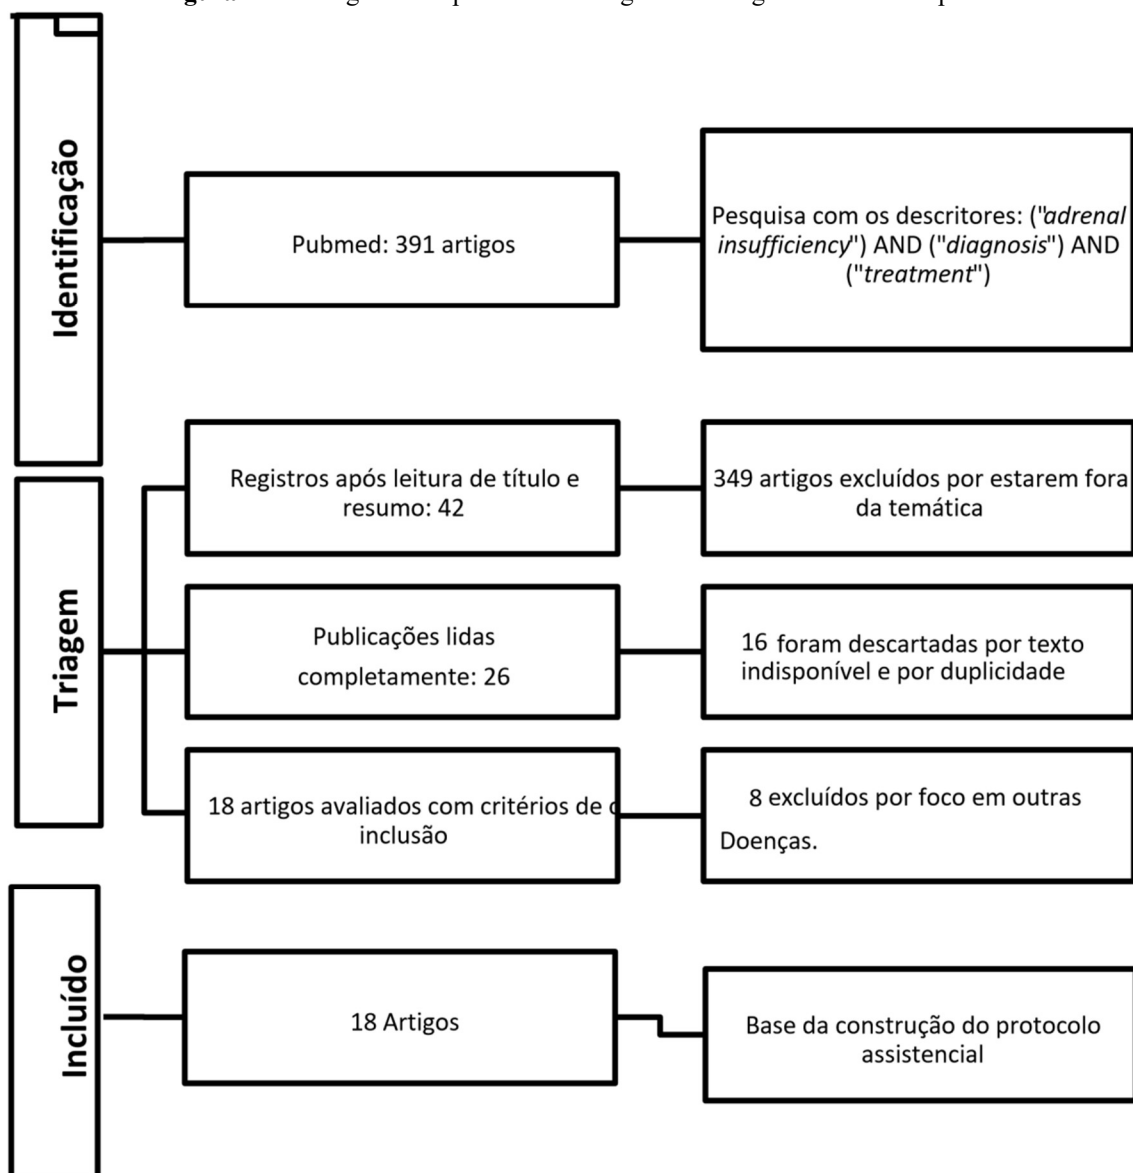 Identificação
Pubmed: 391 artigos
Pesquisa com os descritores: ("adrenal
insufficiency") AND ("diagnosis") AND
("treatment")
Triagem
Registros após leitura de título e
resumo: 42
349 artigos excluídos por estarem fora
da temática
Publicações lidas
completamente: 26
16 foram descartadas por texto
indisponível e por duplicidade
18 artigos avaliados com critérios de
inclusão
8 excluídos por foco em outras
Doenças.
Incluído
18 Artigos
Base da construção do protocolo
assistencial